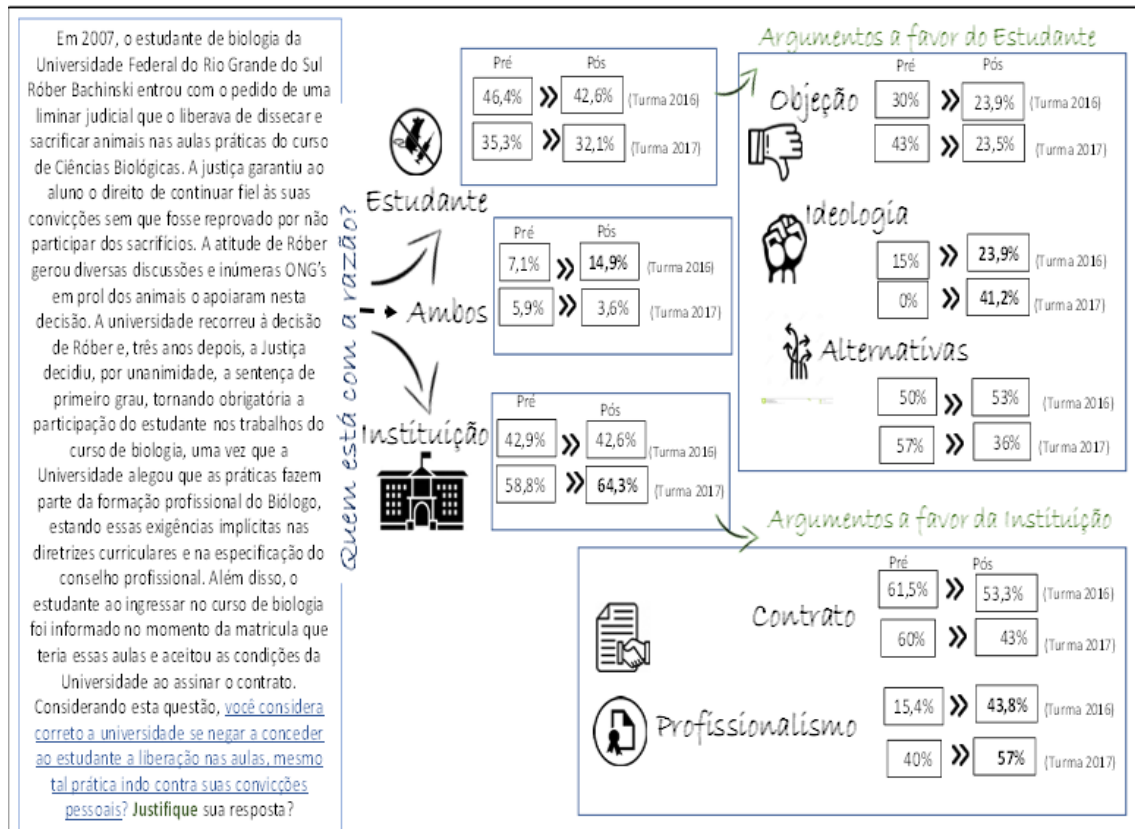 Em 2007, o estudante de biologia da
Universidade Federal do Rio Grande do Sul
Róber Bachinski entrou com o pedido de uma
liminar judicial que o liberava de dissecar e
sacrificar animais nas aulas práticas do curso
de Ciências Biológicas. A justiça garantiu ao
aluno o direito de continuar fiel às suas
convicções sem que fosse reprovado por não
participar dos sacrifícios. A atitude de Róber
gerou diversas discussões e inúmeras ONG's
em prol dos animais o apoiaram nesta
decisão. A universidade recorreu à decisão
de Róber e, três anos depois, a Justiça
decidiu, por unanimidade, a sentença de
primeiro grau, tornando obrigatória a
participação do estudante nos trabalhos do
curso de biologia, uma vez que a
Universidade alegou que as práticas fazem
parte da formação profissional do Biólogo,
estando essas exigências implícitas nas
diretrizes curriculares e na especificação do
conselho profissional. Além disso, o
estudante ao ingressar no curso de biologia
foi informado no momento da matricula que
teria essas aulas e aceitou as condições da
Universidade ao assinar o contrato.
Considerando esta questão, você considera
correto a universidade se negar a conceder
ao estudante a liberação nas aulas, mesmo
tal prática indo contra suas convicções
pessoais? Justifique sua resposta?
Quem está com a razão?
Estudante
Pré Pós
46,4% 42,6% (Turma 2016)
35,3% 32,1% (Turma 2017)
Ambos
Pré Pós
7,1% 14,9% (Turma 2016)
5,9% 3,6% (Turma 2017)
Instituição
Pré Pós
42,9% 42,6% (Turma 2016)
58,8% 64,3% (Turma 2017)
Argumentos a favor do Estudante
Pré Pós
Objeção
30% 23,9% (Turma 2016)
43% 23,5% (Turma 2017)
Ideologia
15% 23,9% (Turma 2016)
0% 41,2% (Turma 2017)
Alternativas
50% 53% (Turma 2016)
57% 36% (Turma 2017)
Argumentos a favor da Instituição
Pré Pós
Contrato
61,5% 53,3% (Turma 2016)
60% 43% (Turma 2017)
Profissionalismo
15,4% 43,8% (Turma 2016)
40% 57% (Turma 2017)